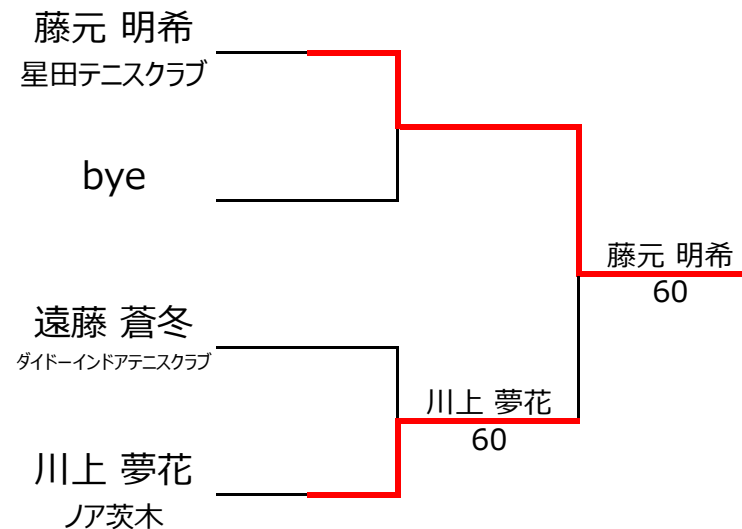 藤元 明希
星田テニスクラブ
bye
藤元 明希
60
遠藤 蒼冬
ダイドーインドアテニスクラブ
川上 夢花
60
川上 夢花
ノア茨木